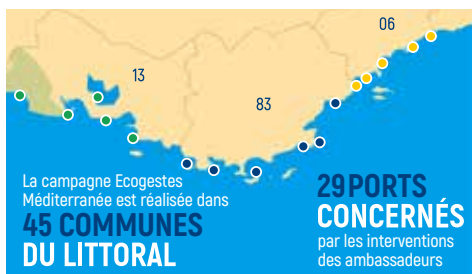 06
13
83
La campagne Ecogestes
Méditerranée est réalisée dans
45 COMMUNES
DU LITTORAL
29 PORTS
CONCERNÉS
par les interventions
des ambassadeurs